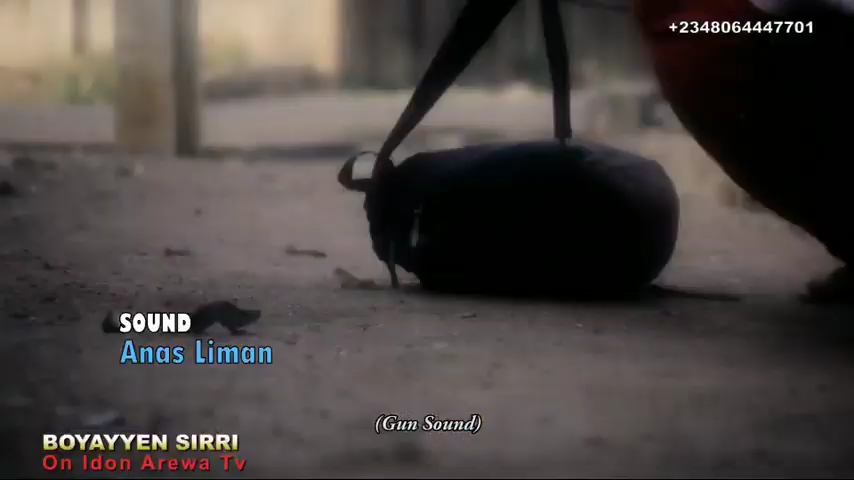 +2348064447701
SOUND
Anas Liman
(Gun Sound)
BOYAYYEN SIRRI
On Idon Arewa Tv